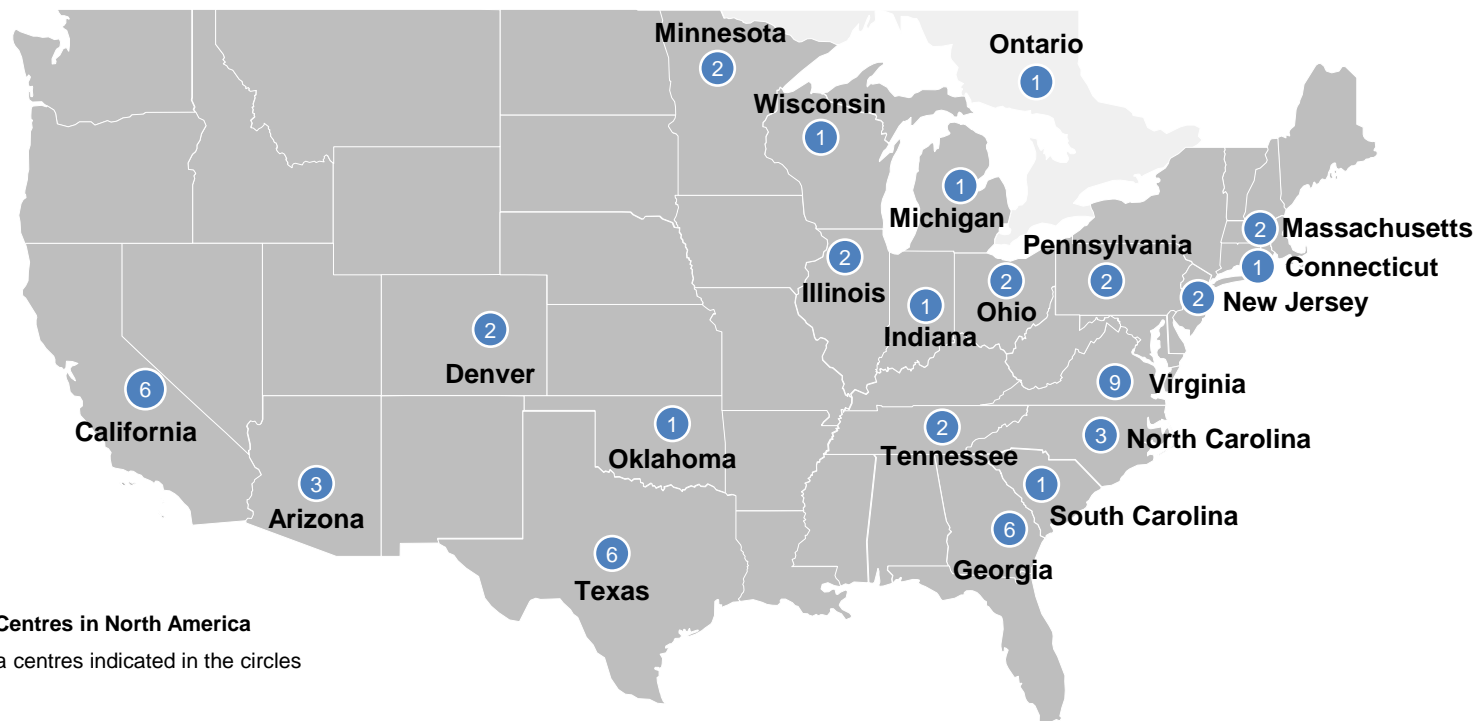 Minnesota
2
Ontario
1
Wisconsin
1
1
Michigan
2
Massachusetts
Pennsylvania
2
1
Connecticut
2
Illinois
2
Ohio
2
New Jersey
1
Indiana
2
Denver
9
Virginia
6
California
1
Oklahoma
2
Tennessee
3
North Carolina
3
Arizona
1
South Carolina
6
Georgia
6
Texas
Centres in North America
centres indicated in the circles